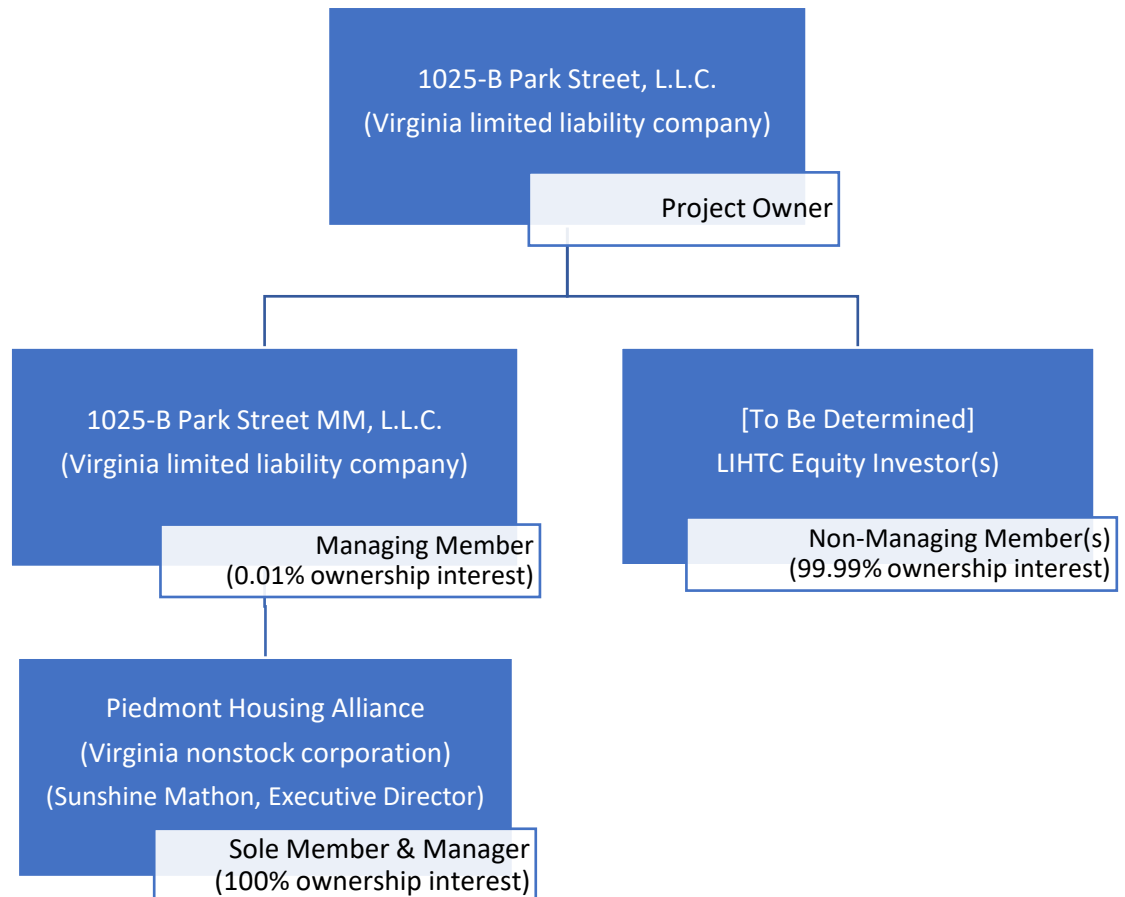 1025-B Park Street, L.L.C.
(Virginia limited liability company)
Project Owner
1025-B Park Street MM, L.L.C.
(Virginia limited liability company)
Managing Member
(0.01% ownership interest)
[To Be Determined]
LIHTC Equity Investor(s)
Non-Managing Member(s)
(99.99% ownership interest)
Piedmont Housing Alliance
(Virginia nonstock corporation)
(Sunshine Mathon, Executive Director)
Sole Member & Manager
(100% ownership interest)